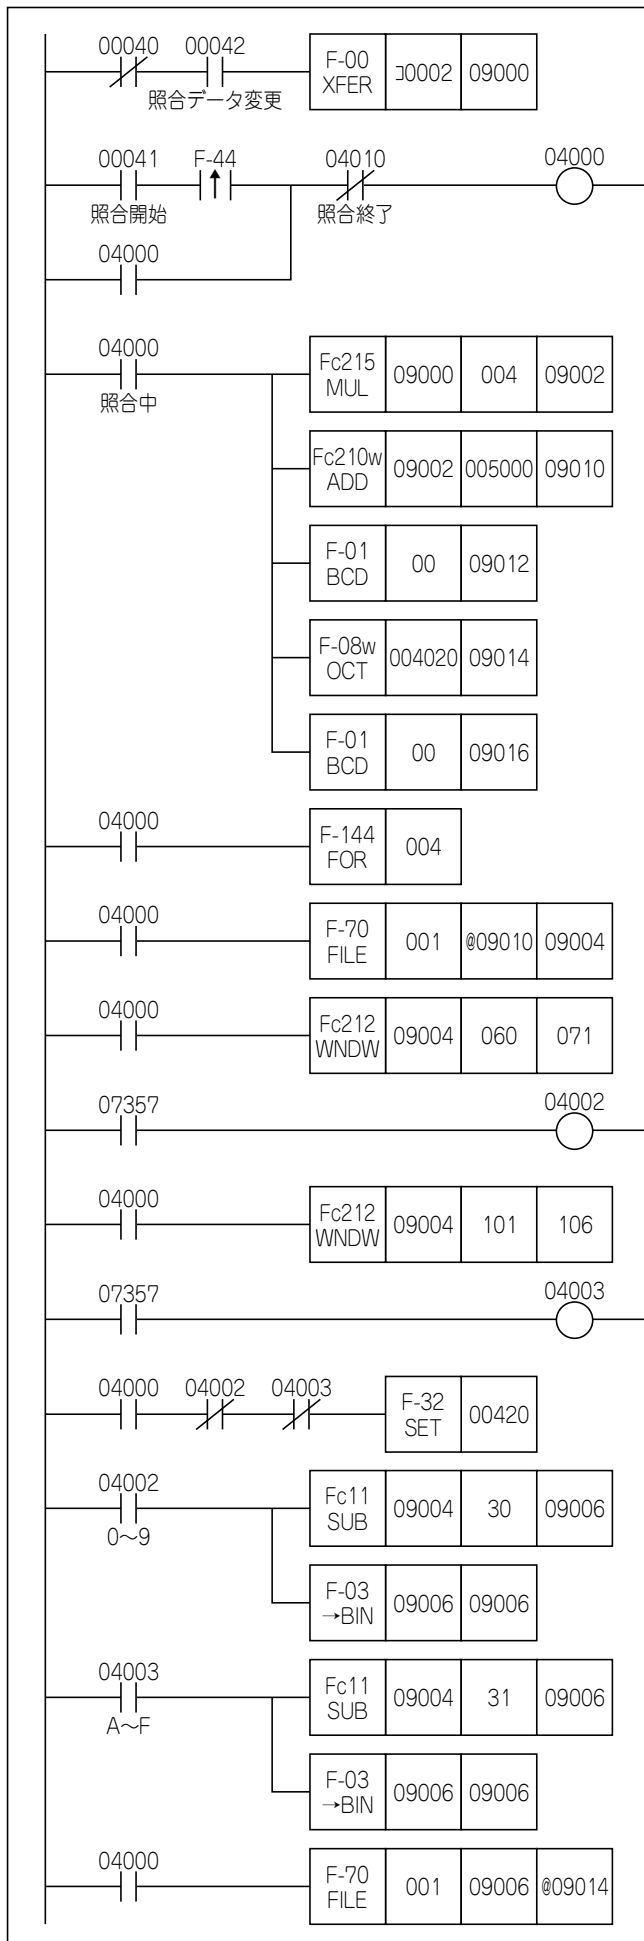 00040 00042
照合データ変更
F-00 XFER コ0002 09000
00041 F-44 04010 04000
照合開始 照合終了
04000
04000
照合中
Fc215 MUL 09000 004 09002
Fc210w ADD 09002 005000 09010
F-01 BCD 00 09012
F-08w OCT 004020 09014
F-01 BCD 00 09016
04000
F-144 FOR 004
04000
F-70 FILE 001 @09010 09004
04000
Fc212 WNDW 09004 060 071
07357 04002
04000
Fc212 WNDW 09004 101 106
07357 04003
04000 04002 04003
F-32 SET 00420
04002
0～9
Fc11 SUB 09004 30 09006
F-03 →BIN 09006 09006
04003
A～F
Fc11 SUB 09004 31 09006
F-03 →BIN 09006 09006
04000
F-70 FILE 001 09006 @09014